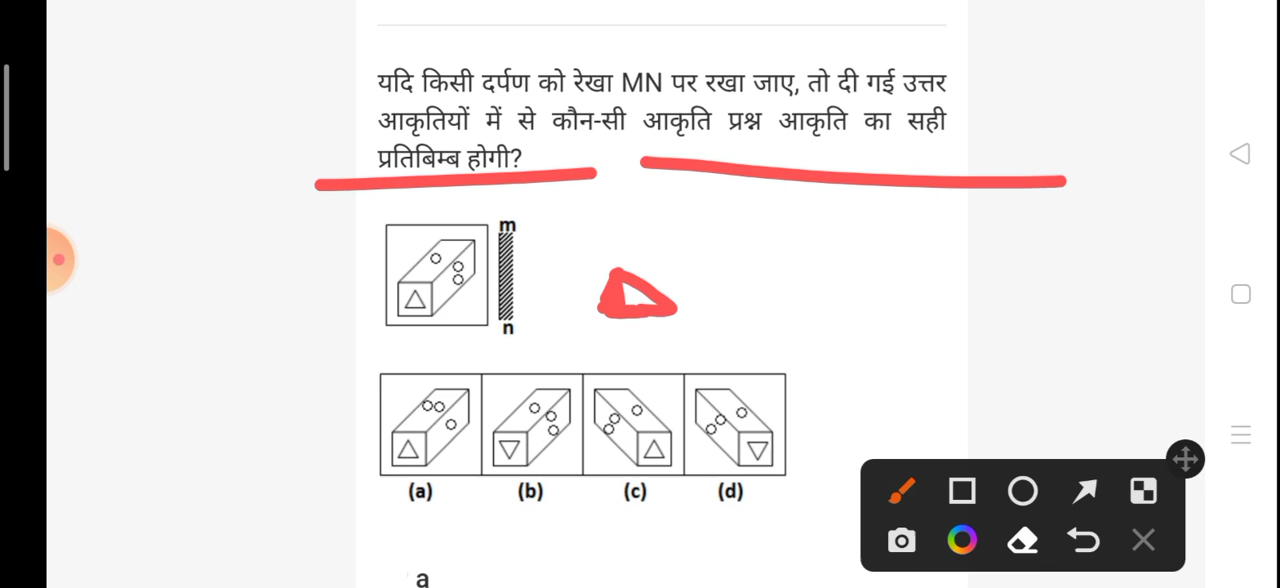 यदि किसी दर्पण को रेखा MN पर रखा जाए, तो दी गई उत्तर
आकृतियों में से कौन-सी आकृति प्रश्न आकृति का सही
प्रतिबिम्ब होगी?
m
n
(a) (b) (c) (d)
a